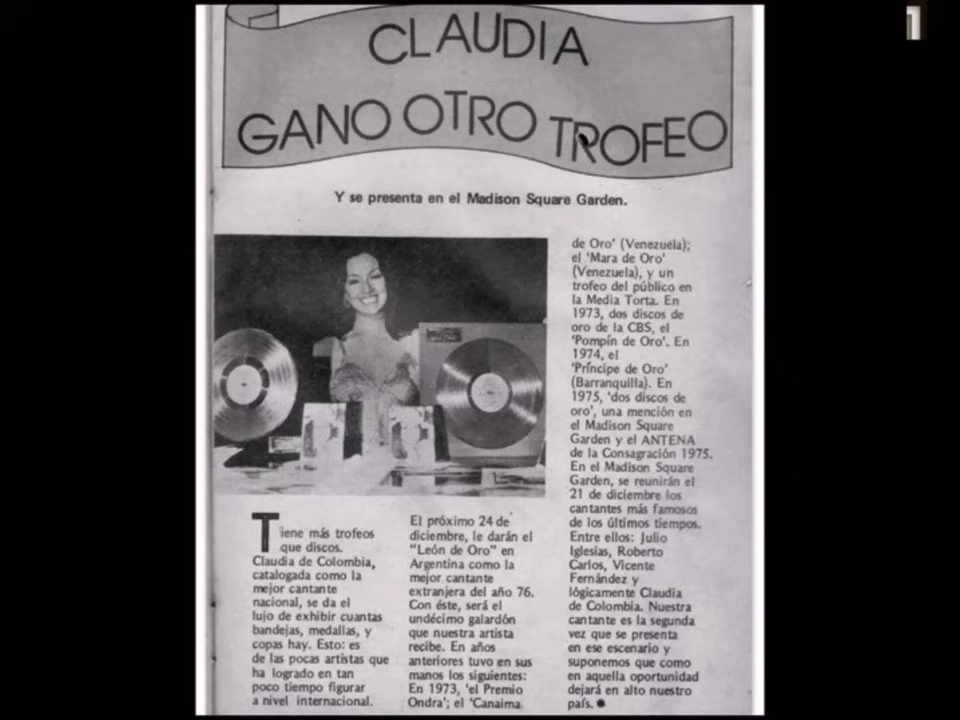 CLAUDIA
GANO OTRO TROFEO
Y se presenta en el Madison Square Garden.
Tiene más trofeos
que discos.
Claudia de Colombia,
catalogada como la
mejor cantante
nacional, se da el
lujo de exhibir cuantas
bandejas, medallas, y
copas hay. Esto: es
de las pocas artistas que
ha logrado en tan
poco tiempo figurar
a nivel internacional.
El próximo 24 de
diciembre, le darán el
"León de Oro" en
Argentina como la
mejor cantante
extranjera del año 76.
Con éste, será el
undécimo galardón
que nuestra artista
recibe. En años
anteriores tuvo en sus
manos los siguientes:
En 1973, 'el Premio
Ondra'; el 'Canaima
de Oro' (Venezuela);
el 'Mara de Oro'
(Venezuela), y un
trofeo del público en
la Media Torta. En
1973, dos discos de
oro de la CBS, el
'Pompín de Oro'. En
1974, el
'Príncipe de Oro'
(Barranquilla). En
1975, 'dos discos de
oro', una mención en
el Madison Square
Garden y el ANTENA
de la Consagración 1975.
En el Madison Square
Garden, se reunirán el
21 de diciembre los
cantantes más famosos
de los últimos tiempos.
Entre ellos: Julio
Iglesias, Roberto
Carlos, Vicente
Fernández y
lógicamente Claudia
de Colombia. Nuestra
cantante es la segunda
vez que se presenta
en ese escenario y
suponemos que como
en aquella oportunidad
dejará en alto nuestro
país.